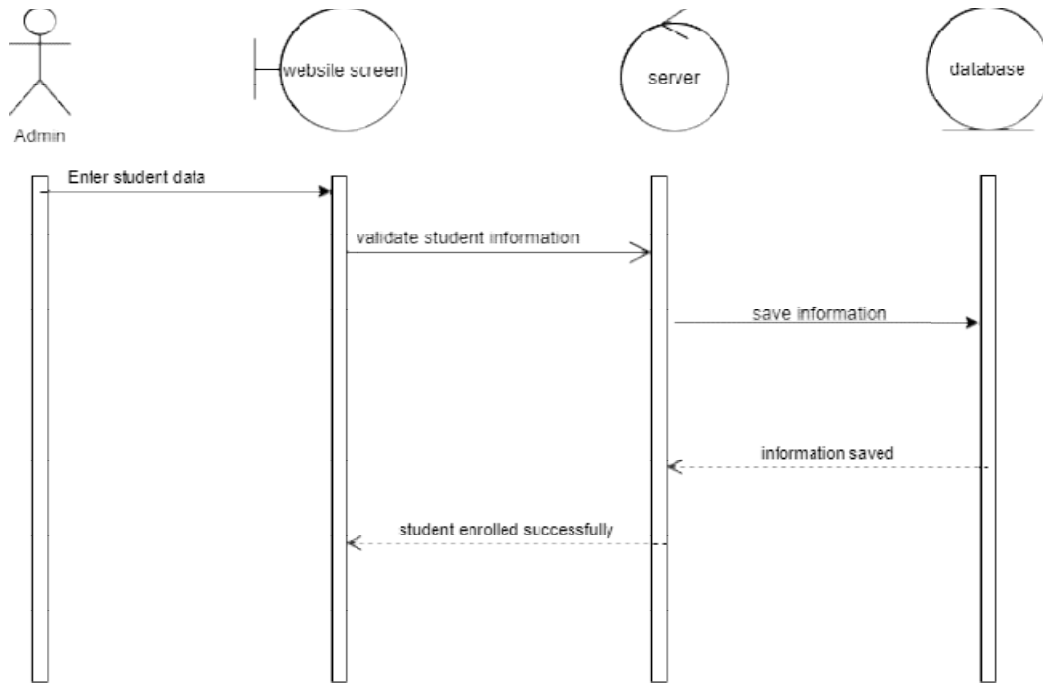 website screen
server
database
Admin
Enter student data
validate student information
save information
information saved
student enrolled successfully